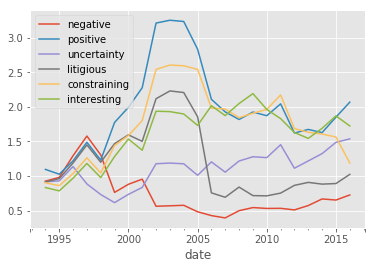 negative
positive
uncertainty
litigious
constraining
interesting
3.0
2.5
2.0
1.5
1.0
0.5
1995 2000 2005 2010 2015
date